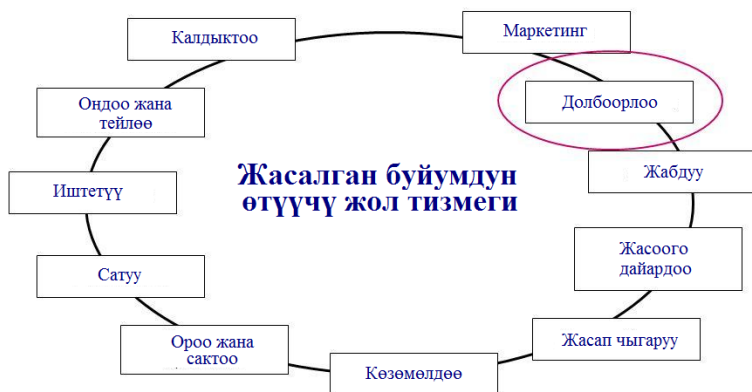 Калдыктоо
Маркетинг
Оңдоо жана
тейлөө
Долбоорлоо
Жасалган буйумдун
өтүүчү жол тизмеги
Жабдуу
Иштетүү
Жасоого
дайардоо
Сатуу
Ороо жана
сактоо
Жасап чыгаруу
Көзөмөлдөө